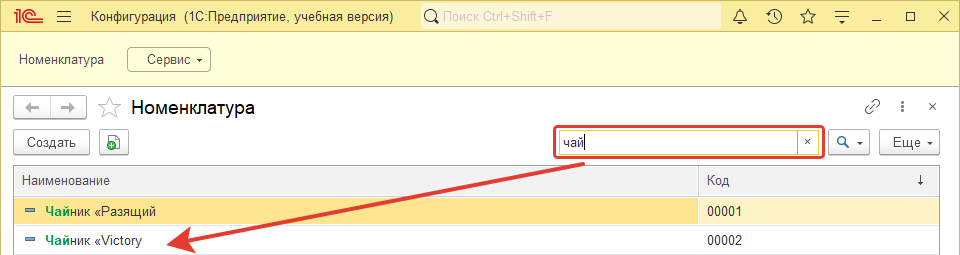 1С Конфигурация (1С:Предприятие, учебная версия) Поиск Ctrl+Shift+F
Номенклатура Сервис
Номенклатура
Создать чай × Еще
Наименование Код ↓
Чайник «Разящий 00001
Чайник «Victory 00002